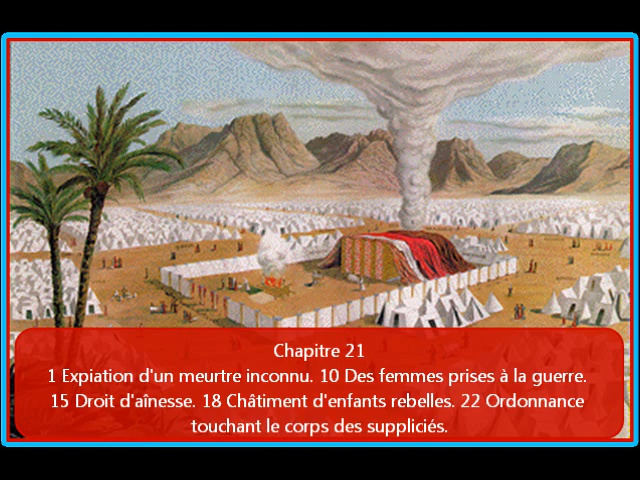 Chapitre 21
1 Expiation d'un meurtre inconnu. 10 Des femmes prises à la guerre.
15 Droit d'aînesse. 18 Châtiment d'enfants rebelles. 22 Ordonnance
touchant le corps des suppliciés.